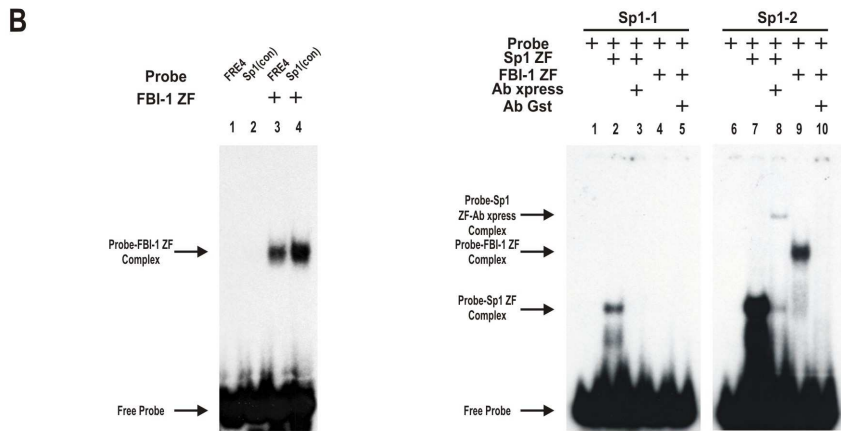 B
FRE4 Sp1(con) FRE4 Sp1(con)
Probe
FBI-1 ZF + +
1 2 3 4
Probe-FBI-1 ZF
Complex
Free Probe
Sp1-1 Sp1-2
Probe + + + + + + + + + +
Sp1 ZF + + + +
FBI-1 ZF + + + +
Ab xpress + +
Ab Gst + +
1 2 3 4 5 6 7 8 9 10
Probe-Sp1
ZF-Ab xpress
Complex
Probe-FBI-1 ZF
Complex
Probe-Sp1 ZF
Complex
Free Probe